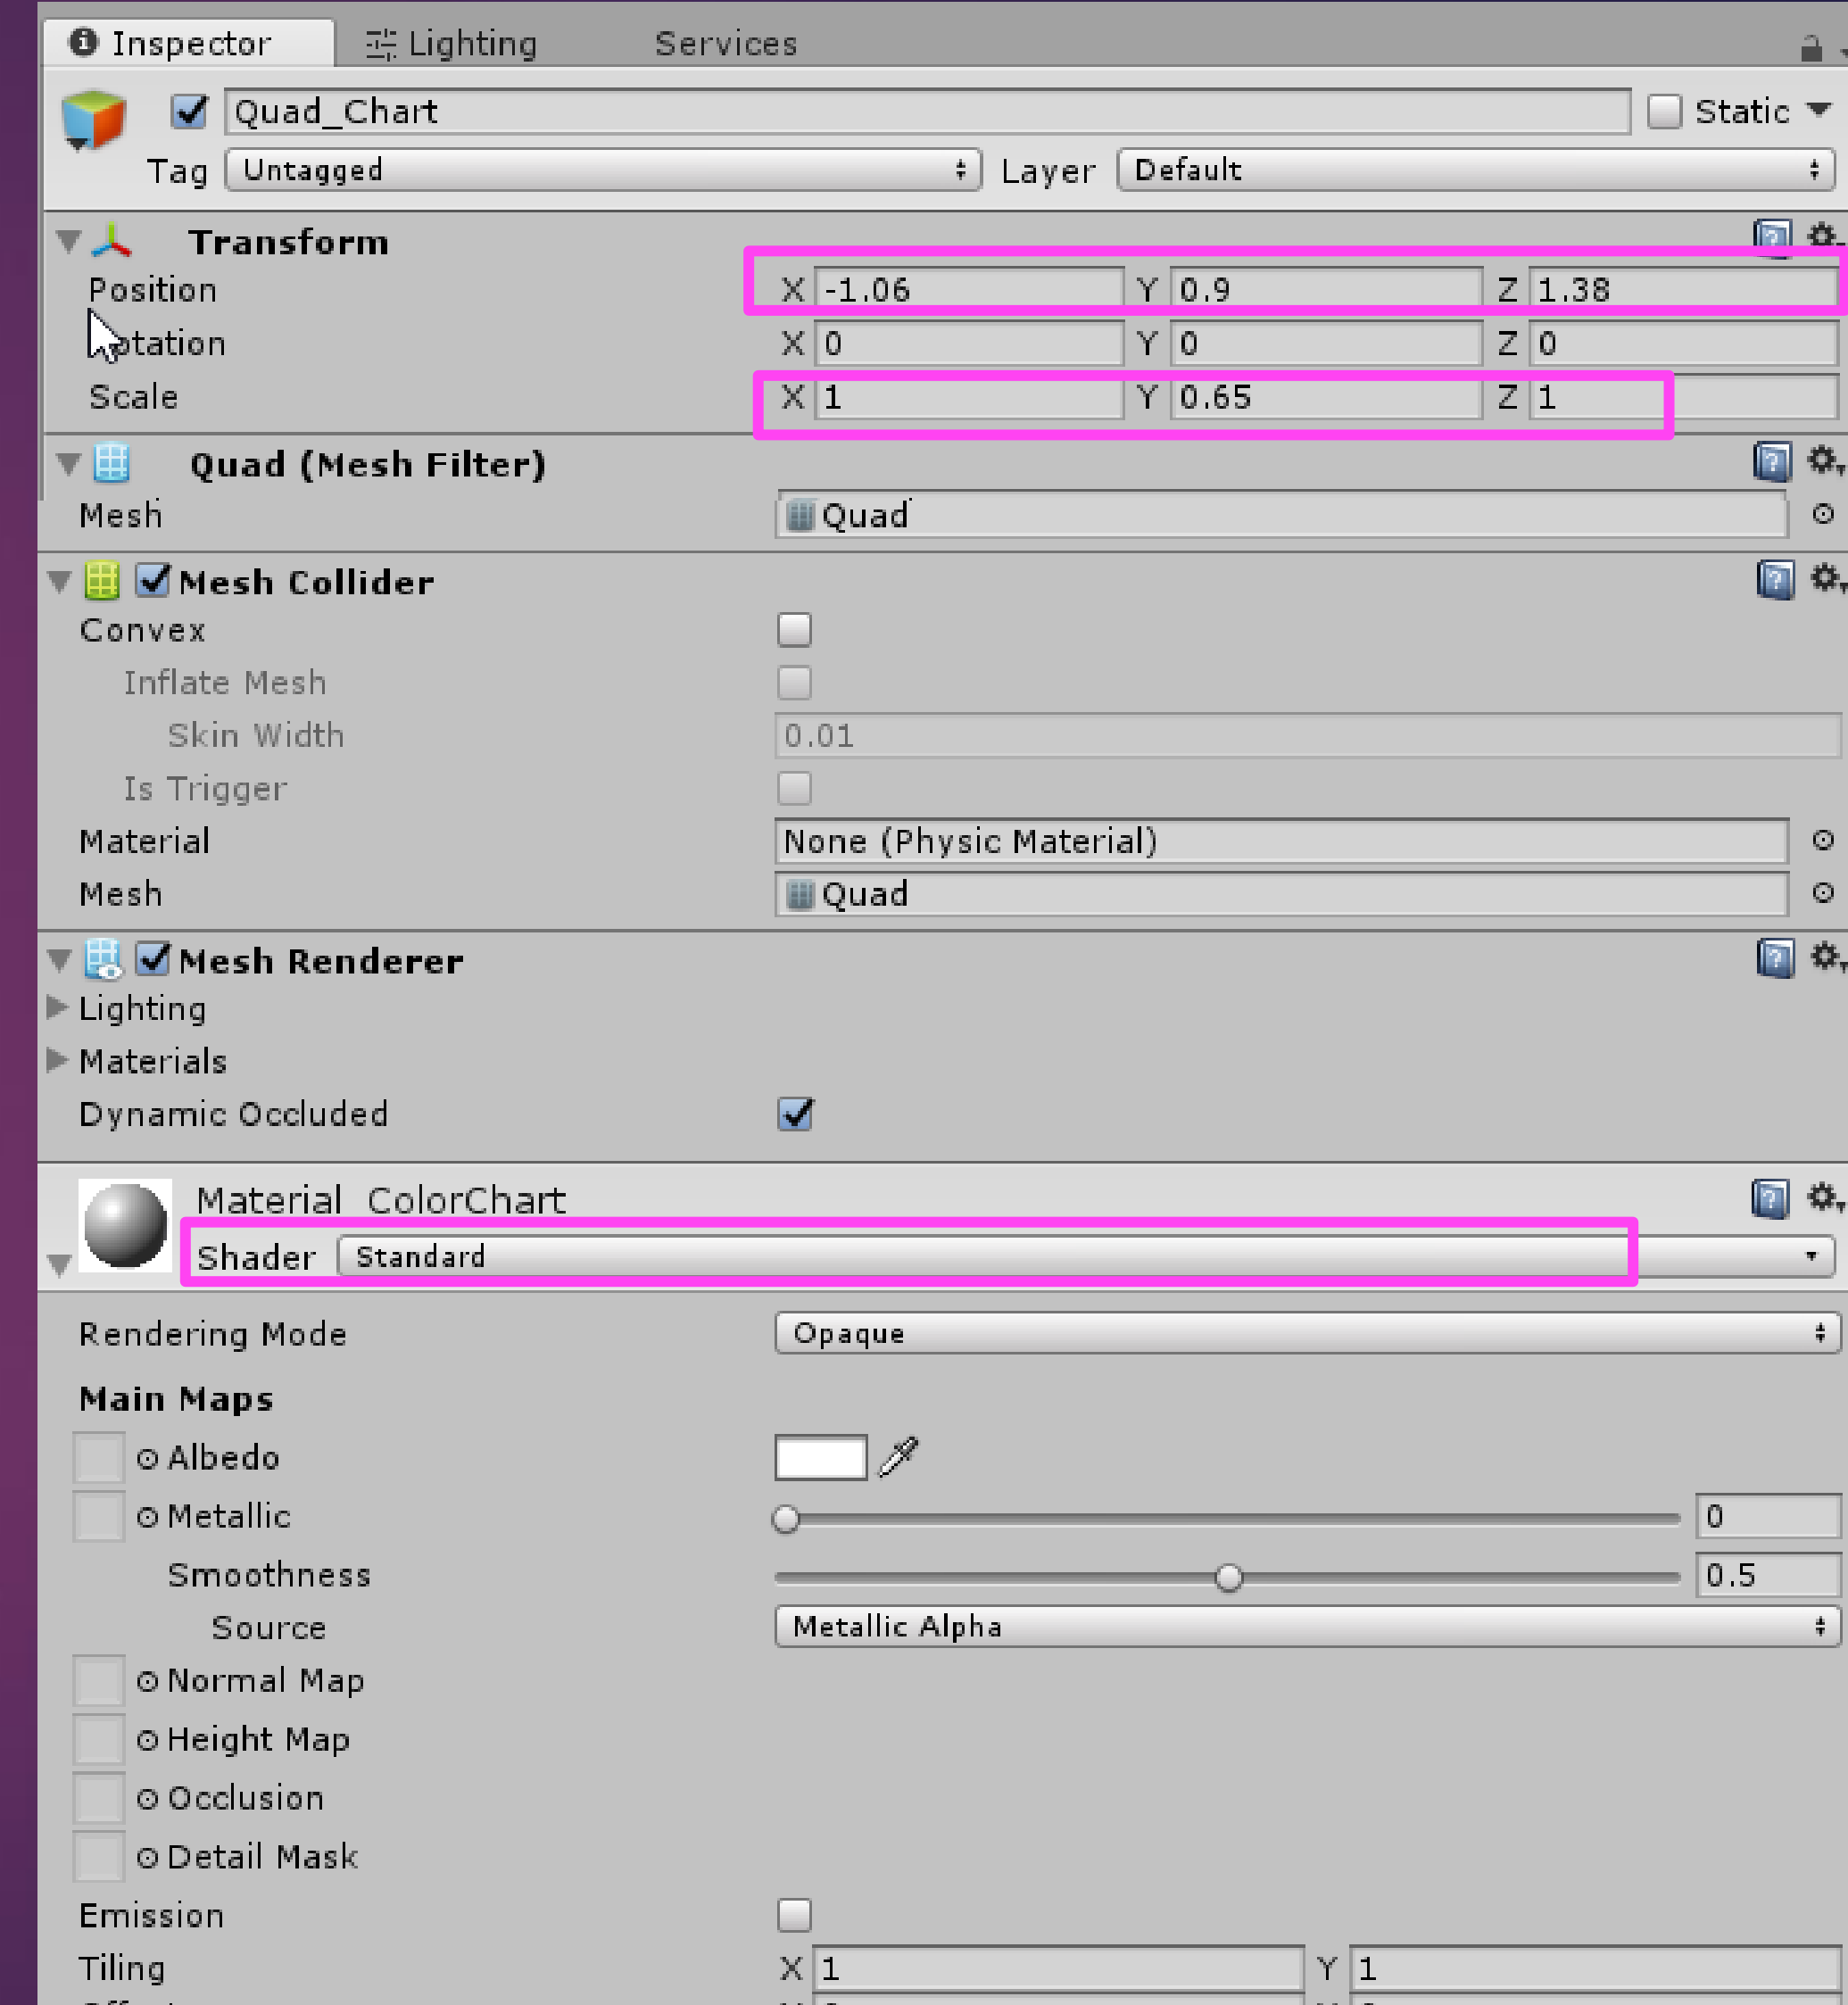 Inspector Lighting Services
Quad_Chart Static
Tag Untagged Layer Default
Transform
Position X -1.06 Y 0.9 Z 1.38
otation X 0 Y 0 Z 0
Scale X 1 Y 0.65 Z 1
Quad (Mesh Filter)
Mesh Quad
Mesh Collider
Convex
Inflate Mesh
Skin Width 0.01
Is Trigger
Material None (Physic Material)
Mesh Quad
Mesh Renderer
Lighting
Materials
Dynamic Occluded
Material_ColorChart
Shader Standard
Rendering Mode Opaque
Main Maps
Albedo
Metallic 0
Smoothness 0.5
Source Metallic Alpha
Normal Map
Height Map
Occlusion
Detail Mask
Emission
Tiling X 1 Y 1